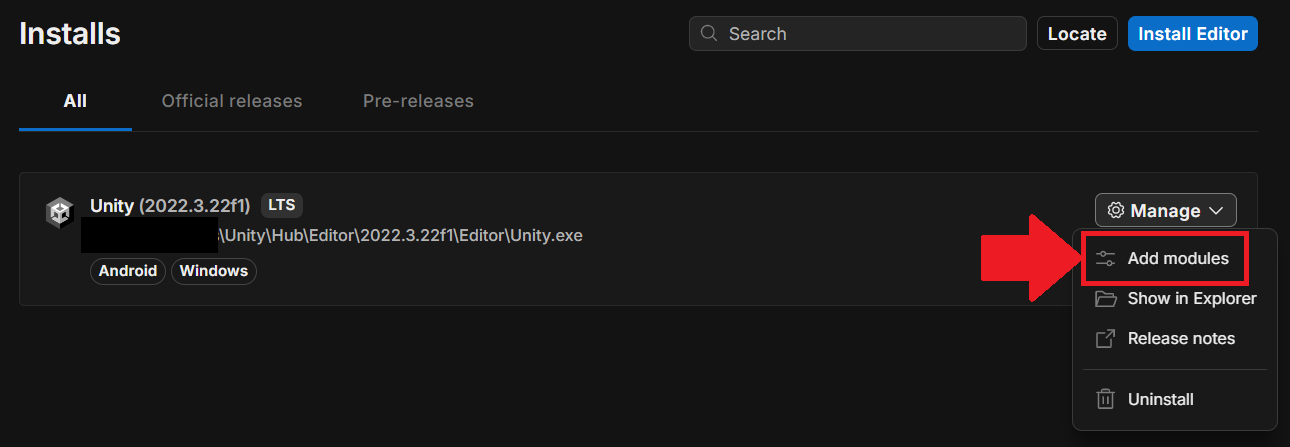 Installs
Search
Locate
Install Editor
All
Official releases
Pre-releases
Unity (2022.3.22f1) LTS
Manage
\Unity\Hub\Editor\2022.3.22f1\Editor\Unity.exe
Android
Windows
Add modules
Show in Explorer
Release notes
Uninstall